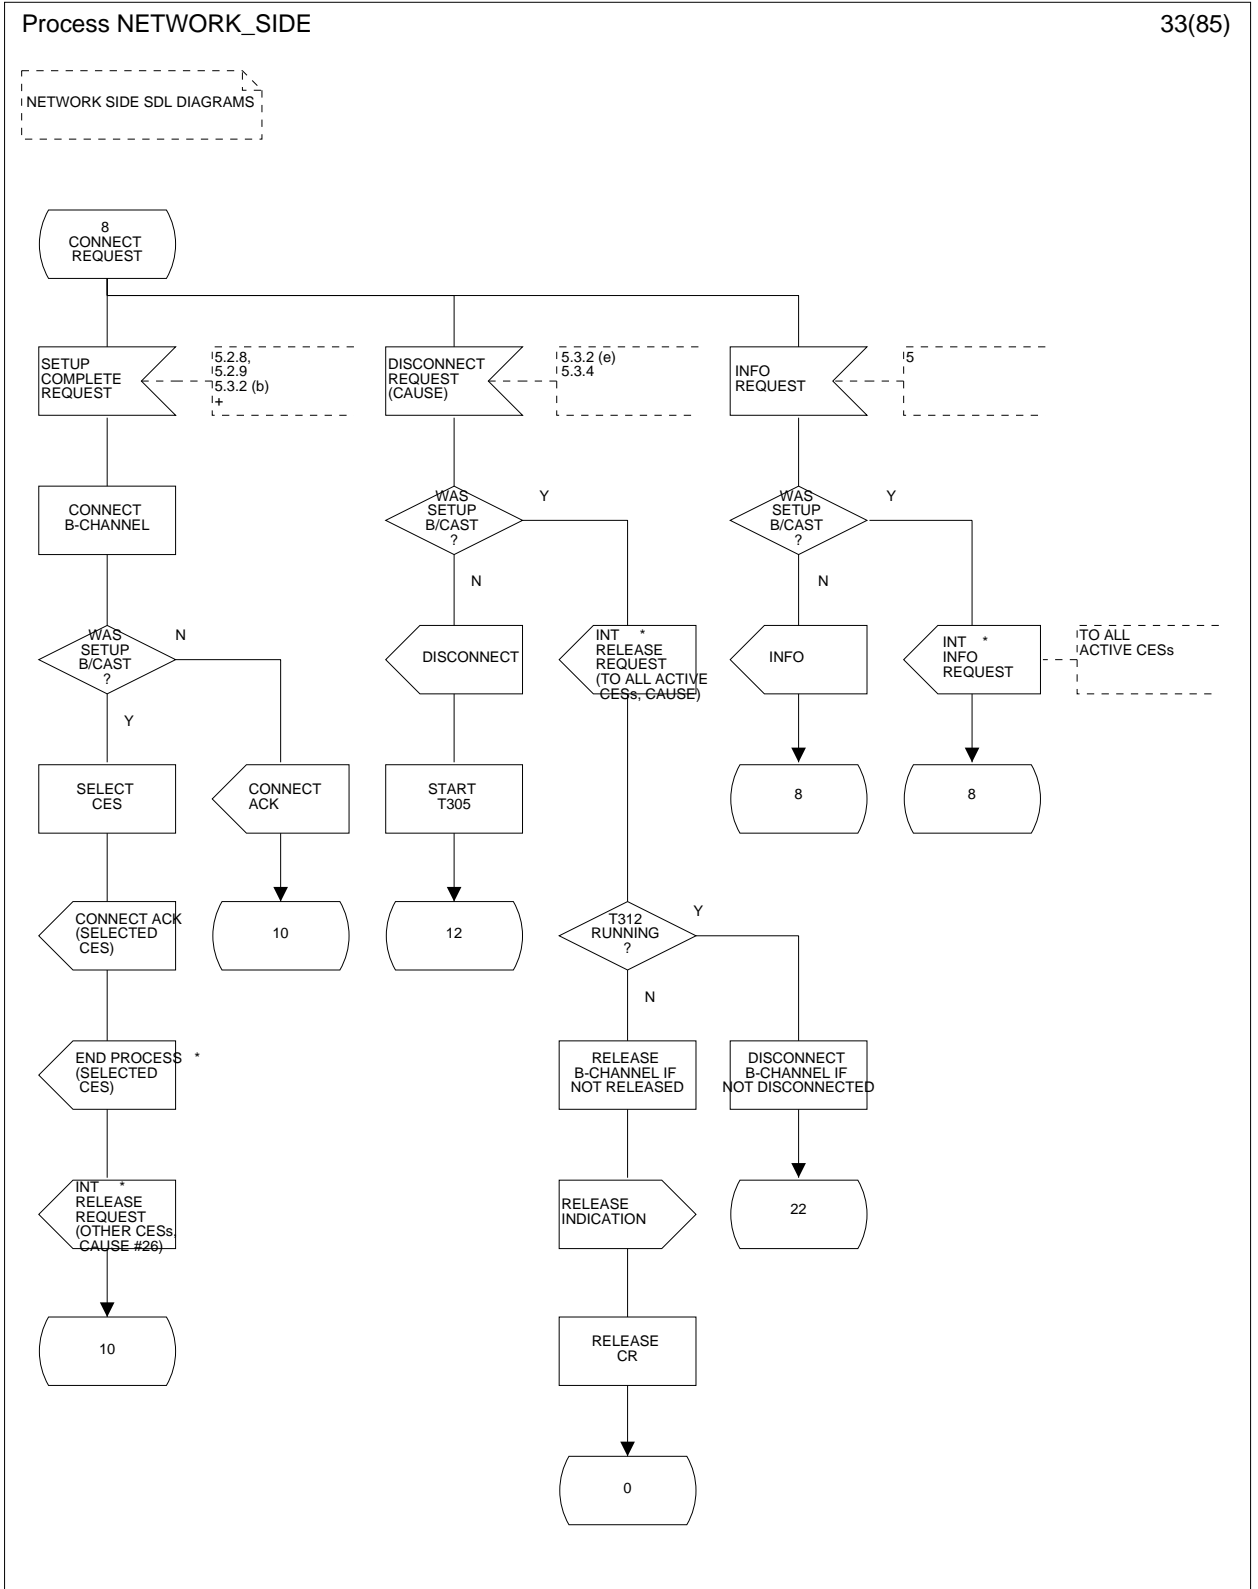 Process NETWORK_SIDE
33(85)
NETWORK SIDE SDL DIAGRAMS
8
CONNECT
REQUEST
SETUP
COMPLETE
REQUEST
5.2.8,
5.2.9
5.3.2 (b)
+
DISCONNECT
REQUEST
(CAUSE)
5.3.2 (e)
5.3.4
INFO
REQUEST
5
CONNECT
B-CHANNEL
WAS
SETUP
B/CAST
?
Y
N
WAS
SETUP
B/CAST
?
Y
N
WAS
SETUP
B/CAST
?
N
Y
DISCONNECT
INT *
RELEASE
REQUEST
(TO ALL ACTIVE
CESs, CAUSE)
INFO
INT *
INFO
REQUEST
TO ALL
ACTIVE CESs
SELECT
CES
CONNECT
ACK
START
T305
8
8
CONNECT ACK
(SELECTED
CES)
10
12
T312
RUNNING
?
Y
N
END PROCESS *
(SELECTED
CES)
RELEASE
B-CHANNEL IF
NOT RELEASED
DISCONNECT
B-CHANNEL IF
NOT DISCONNECTED
INT *
RELEASE
REQUEST
(OTHER CESs,
CAUSE #26)
RELEASE
INDICATION
22
10
RELEASE
CR
0